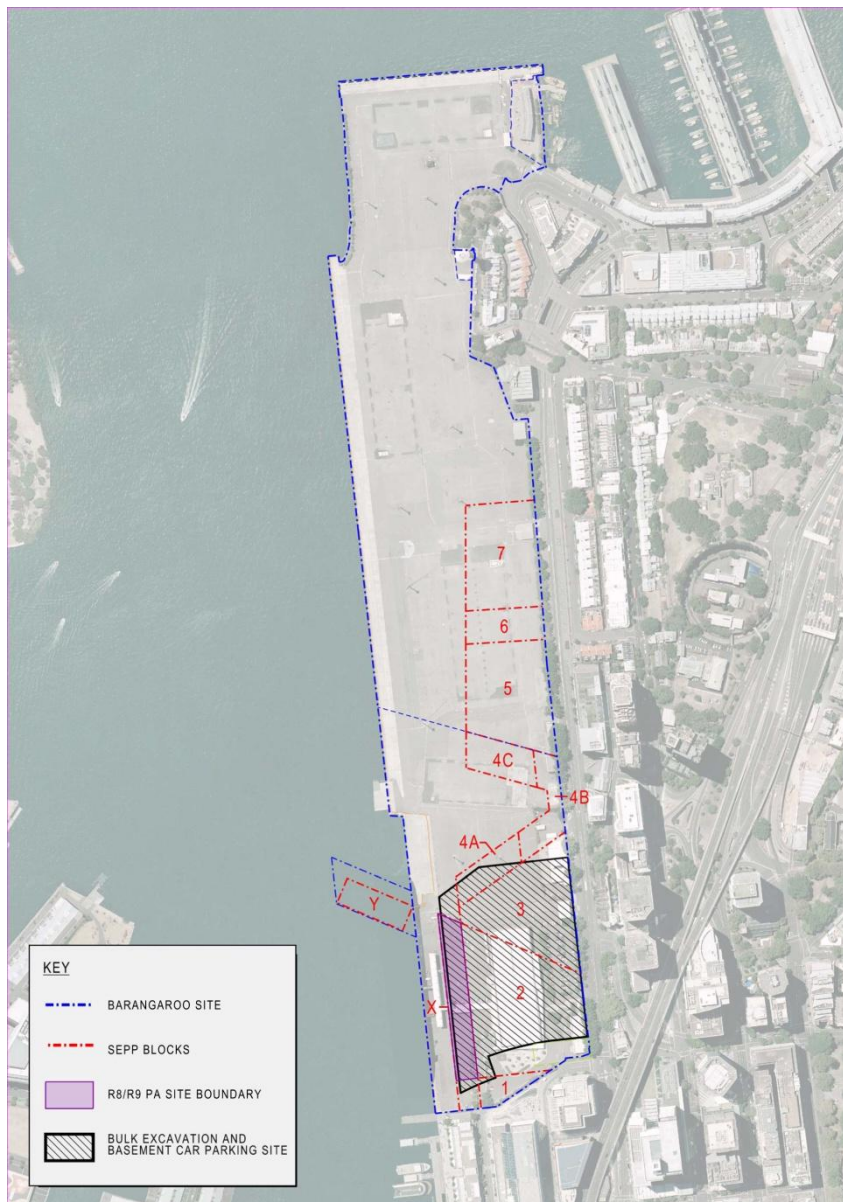 7
6
5
4C
4B
4A
3
Y
2
X
1
KEY
BARANGAROO SITE
SEPP BLOCKS
R8/R9 PA SITE BOUNDARY
BULK EXCAVATION AND
BASEMENT CAR PARKING SITE